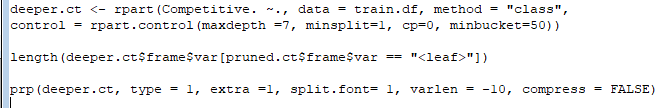 deeper.ct <- rpart(Competitive. ~., data = train.df, method = "class",
control = rpart.control(maxdepth =7, minsplit=1, cp=0, minbucket=50))
length(deeper.ct$frame$var[pruned.ct$frame$var == "<leaf>"])
prp(deeper.ct, type = 1, extra =1, split.font= 1, varlen = -10, compress = FALSE)